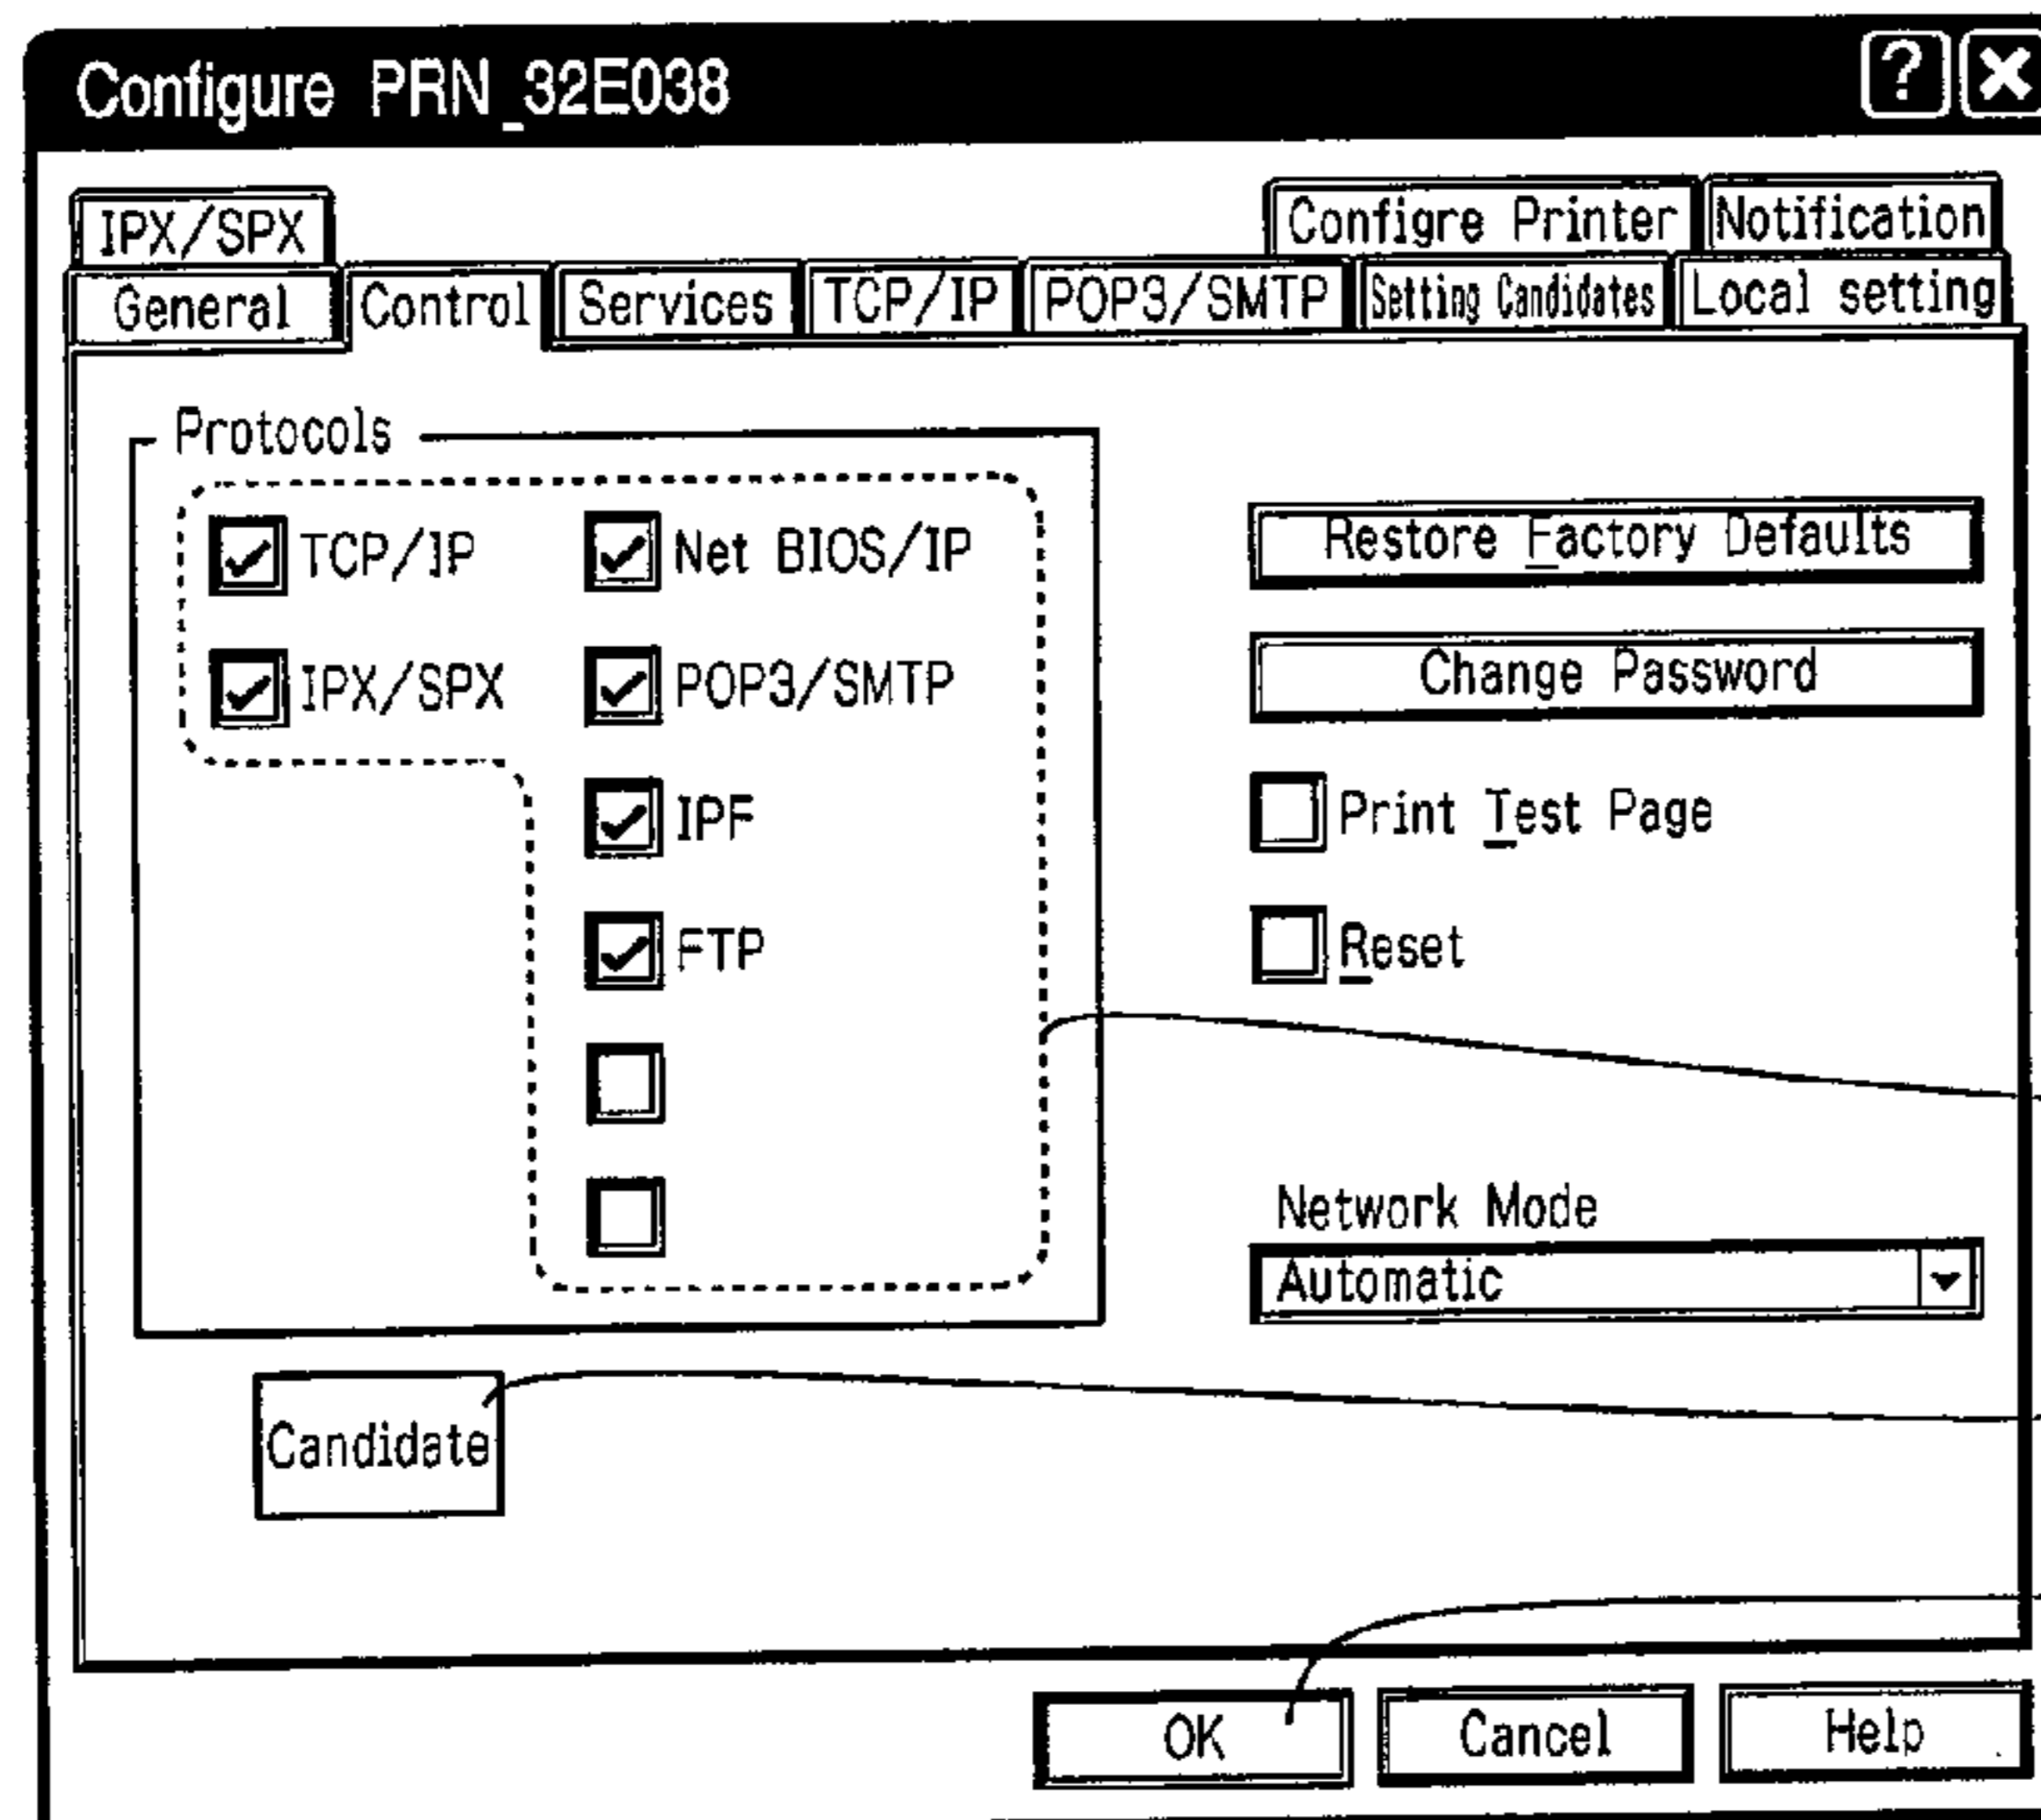 Configure PRN_32E038
IPX/SPX Configre Printer Notification
General Control Services TCP/IP POP3/SMTP Setting Candidates Local setting
Protocols
TCP/IP Net BIOS/IP
IPX/SPX POP3/SMTP
IPF
FTP
Restore Factory Defaults
Change Password
Print Test Page
Reset
Network Mode
Automatic
Candidate
OK Cancel Help